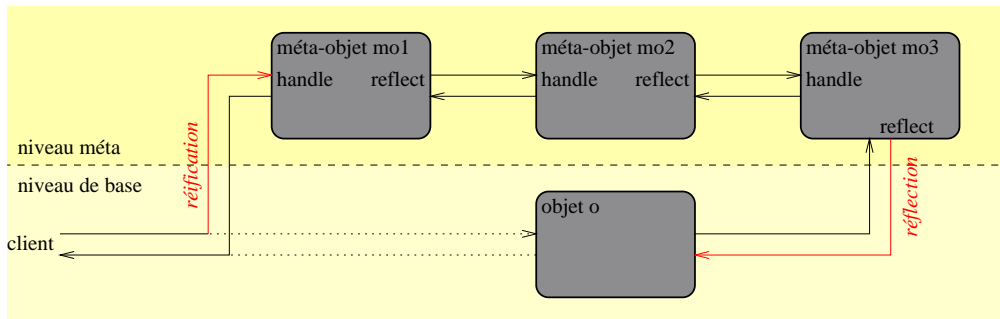 méta-objet mo1
méta-objet mo2
méta-objet mo3
handle
reflect
handle
reflect
handle
reflect
niveau méta
réification
niveau de base
réflection
objet o
client